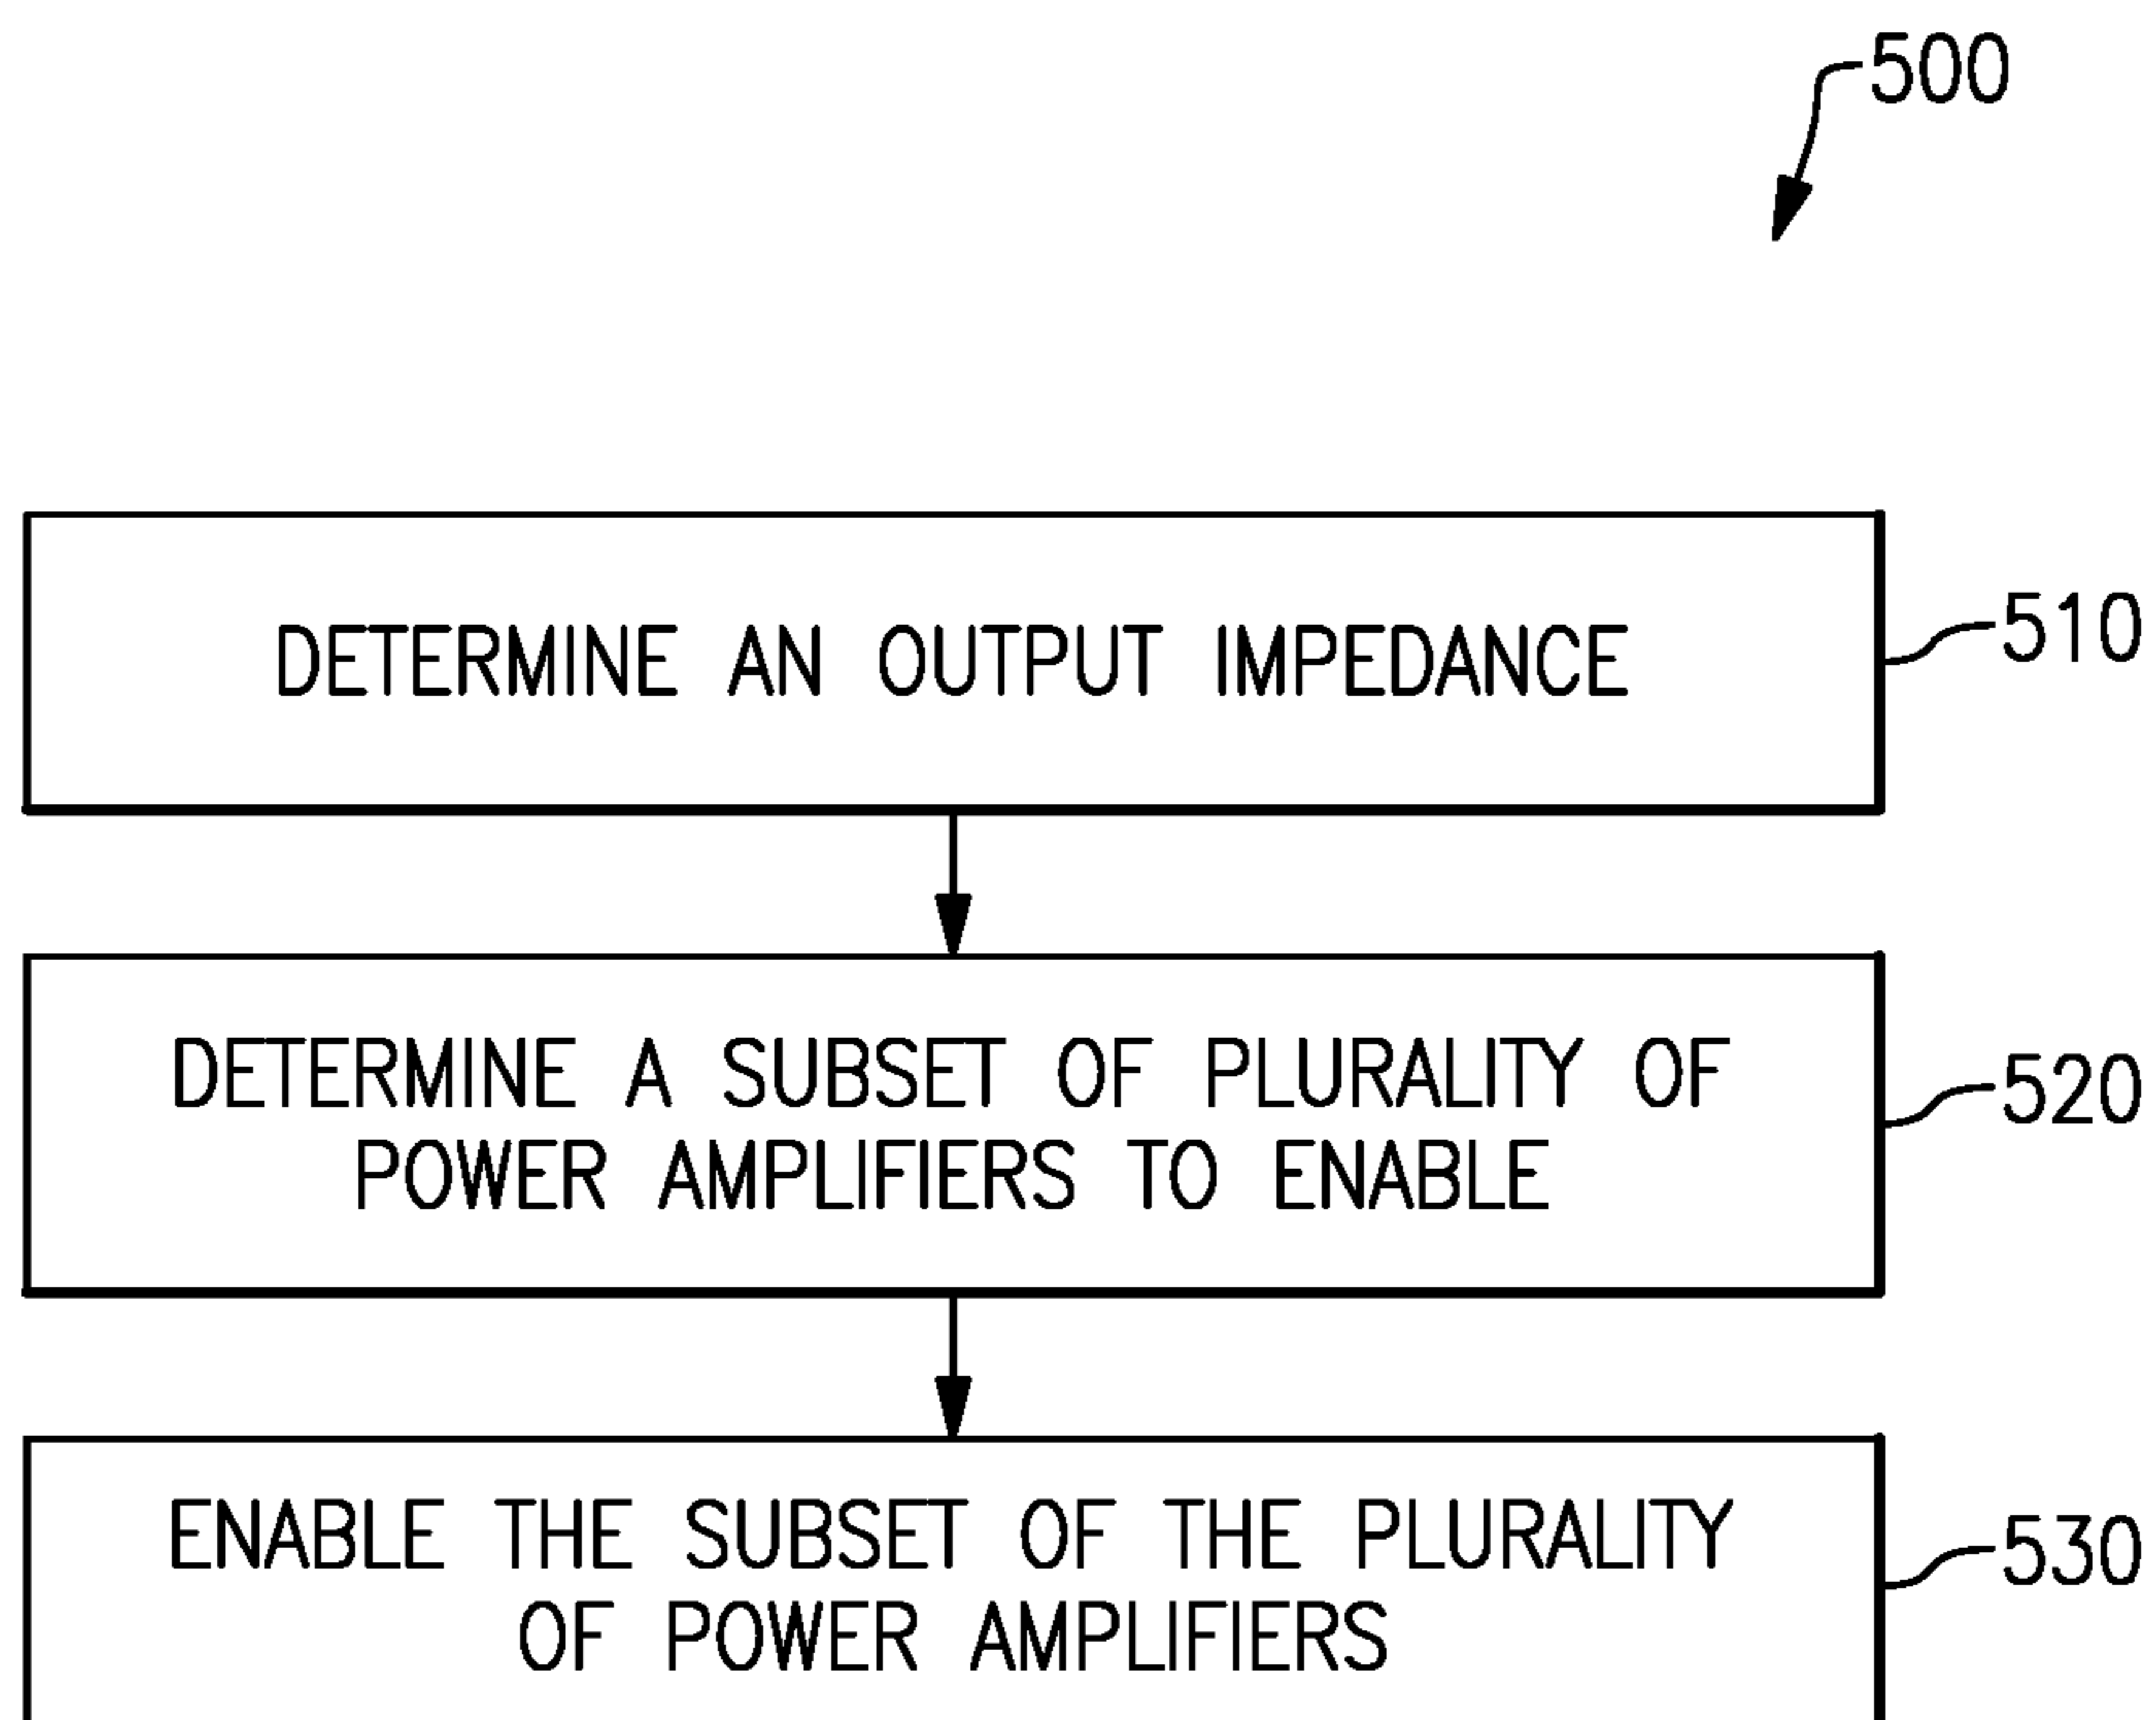 500
DETERMINE AN OUTPUT IMPEDANCE
510
DETERMINE A SUBSET OF PLURALITY OF
POWER AMPLIFIERS TO ENABLE
520
ENABLE THE SUBSET OF THE PLURALITY
OF POWER AMPLIFIERS
530